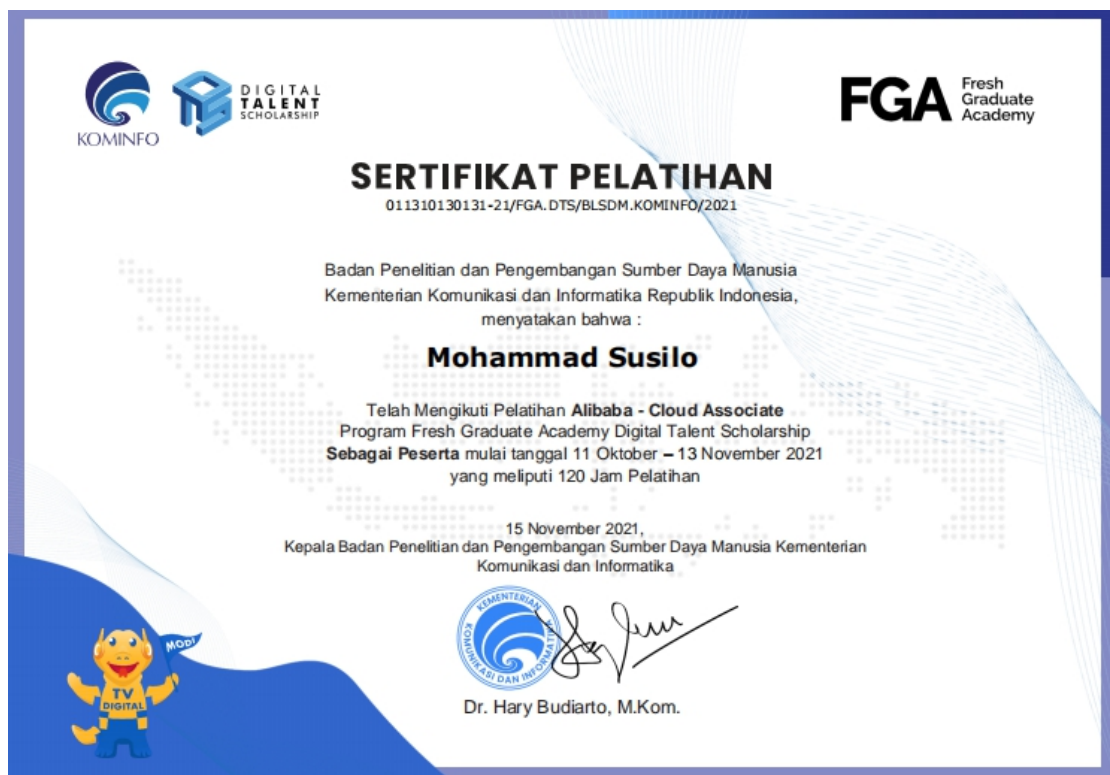 KOMINFO
DIGITAL
TALENT
SCHOLARSHIP
FGA Fresh
Graduate
Academy
SERTIFIKAT PELATIHAN
011310130131-21/FGA.DTS/BLSDM.KOMINFO/2021
Badan Penelitian dan Pengembangan Sumber Daya Manusia
Kementerian Komunikasi dan Informatika Republik Indonesia,
menyatakan bahwa :
Mohammad Susilo
Telah Mengikuti Pelatihan Alibaba - Cloud Associate
Program Fresh Graduate Academy Digital Talent Scholarship
Sebagai Peserta mulai tanggal 11 Oktober – 13 November 2021
yang meliputi 120 Jam Pelatihan
15 November 2021,
Kepala Badan Penelitian dan Pengembangan Sumber Daya Manusia Kementerian
Komunikasi dan Informatika
KEMENTERIAN
KOMUNIKASI DAN INFORMATIKA
Dr. Hary Budiarto, M.Kom.
MODI
TV
DIGITAL